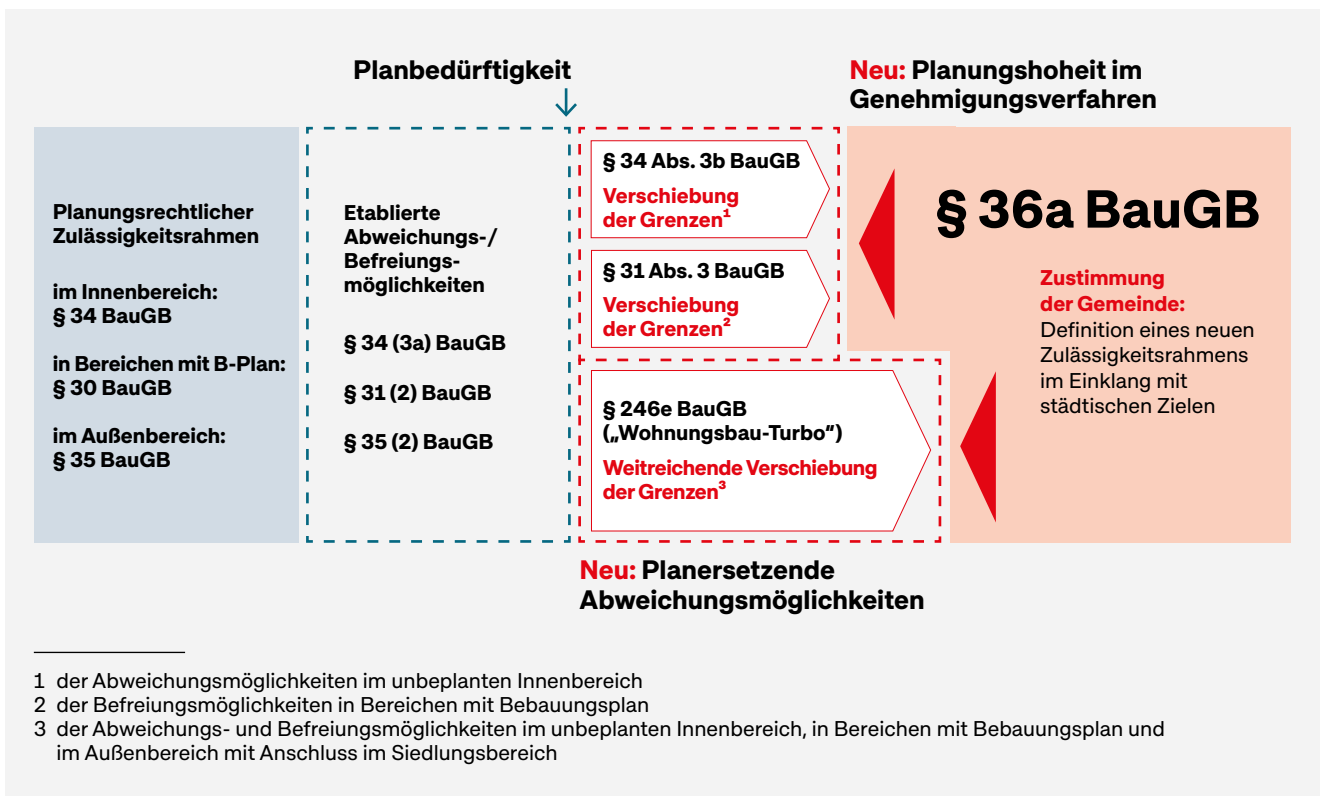 Planbedürftigkeit
Neu: Planungshoheit im
Genehmigungsverfahren
Planungsrechtlicher
Zulässigkeitsrahmen
im Innenbereich:
§ 34 BauGB
in Bereichen mit B-Plan:
§ 30 BauGB
im Außenbereich:
§ 35 BauGB
Etablierte
Abweichungs-/
Befreiungs-
möglichkeiten
§ 34 (3a) BauGB
§ 31 (2) BauGB
§ 35 (2) BauGB
§ 34 Abs. 3b BauGB
Verschiebung
der Grenzen¹
§ 31 Abs. 3 BauGB
Verschiebung
der Grenzen²
§ 246e BauGB
(„Wohnungsbau-Turbo“)
Weitreichende Verschiebung
der Grenzen³
§ 36a BauGB
Zustimmung
der Gemeinde:
Definition eines neuen
Zulässigkeitsrahmens
im Einklang mit
städtischen Zielen
Neu: Planersetzende
Abweichungsmöglichkeiten
1 der Abweichungsmöglichkeiten im unbeplanten Innenbereich
2 der Befreiungsmöglichkeiten in Bereichen mit Bebauungsplan
3 der Abweichungs- und Befreiungsmöglichkeiten im unbeplanten Innenbereich, in Bereichen mit Bebauungsplan und
im Außenbereich mit Anschluss im Siedlungsbereich